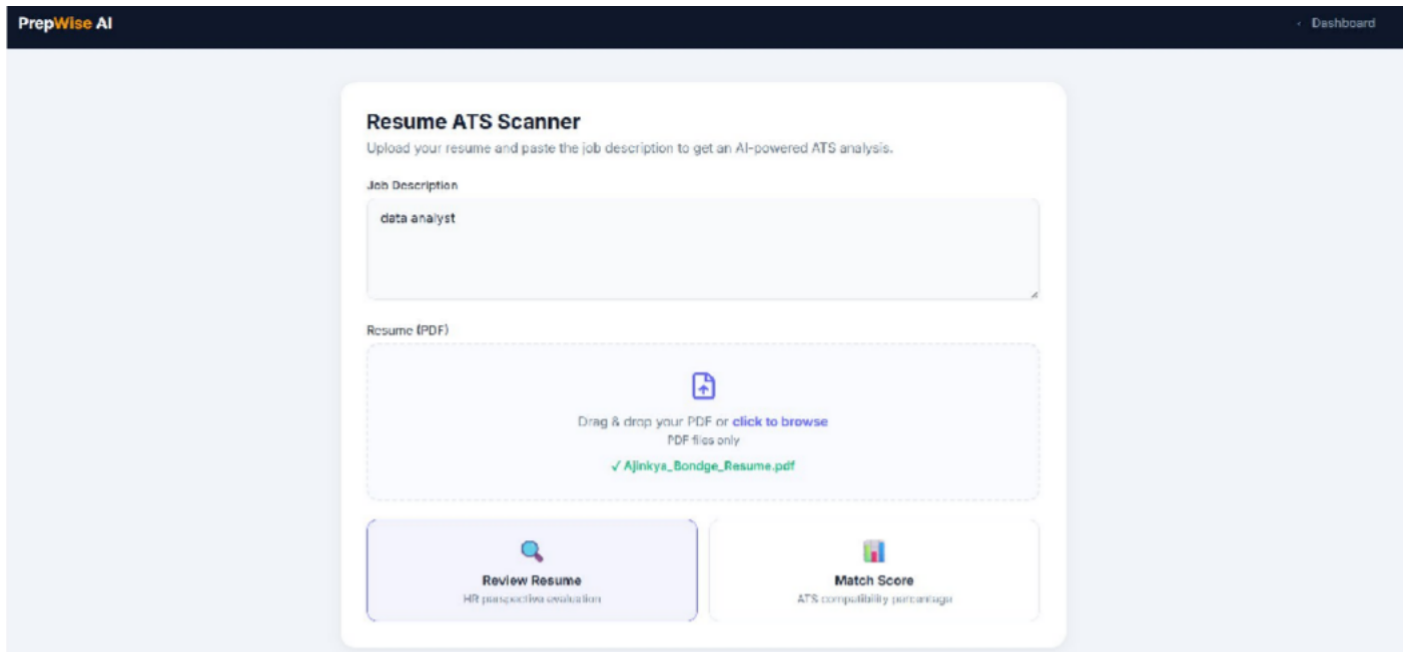 PrepWise AI
‹ Dashboard
Resume ATS Scanner
Upload your resume and paste the job description to get an AI-powered ATS analysis.
Job Description
data analyst
Resume (PDF)
Drag & drop your PDF or click to browse
PDF files only
✓ Ajinkya_Bondge_Resume.pdf
Review Resume
HR perspective evaluation
Match Score
ATS compatibility percentage